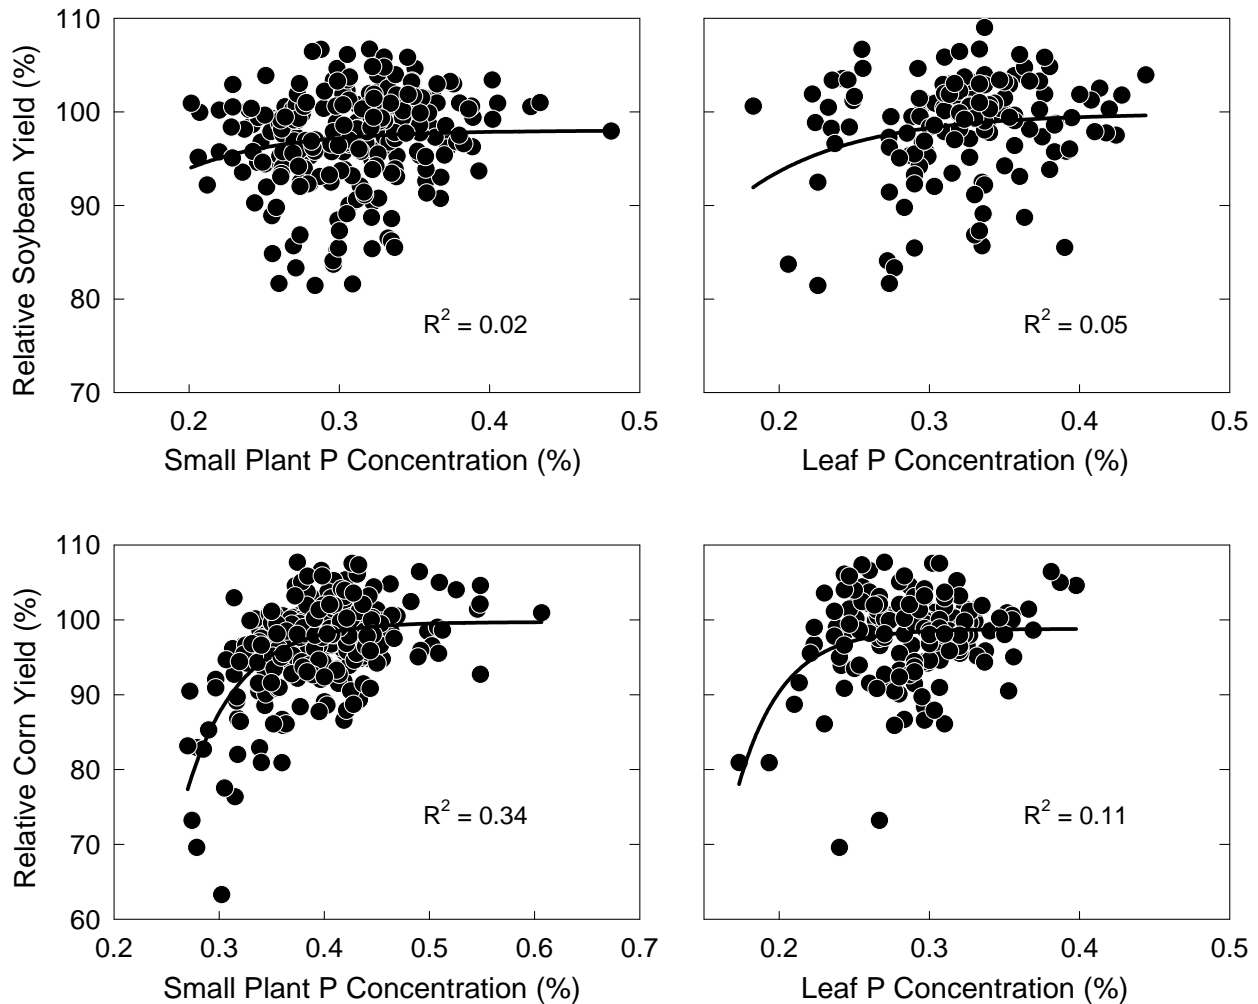 110
100
90
80
70
Relative Soybean Yield (%)
R² = 0.02
0.2 0.3 0.4 0.5
Small Plant P Concentration (%)
R² = 0.05
0.2 0.3 0.4 0.5
Leaf P Concentration (%)
110
100
90
80
70
60
Relative Corn Yield (%)
R² = 0.34
0.2 0.3 0.4 0.5 0.6 0.7
Small Plant P Concentration (%)
R² = 0.11
0.2 0.3 0.4 0.5
Leaf P Concentration (%)